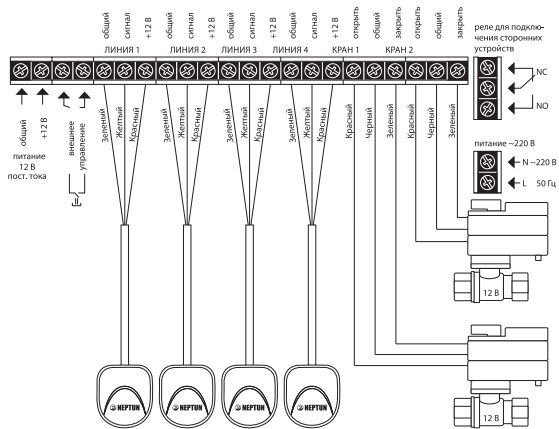 общий
сигнал
+12 В
общий
сигнал
+12 В
общий
сигнал
+12 В
общий
сигнал
+12 В
открыть
общий
закрыть
открыть
общий
закрыть
ЛИНИЯ 1
ЛИНИЯ 2
ЛИНИЯ 3
ЛИНИЯ 4
КРАН 1
КРАН 2
реле для подклю-
чения сторонних
устройств
NC
NO
общий
+12 В
внешнее
управление
питание
12 В
пост. тока
Зеленый
Желтый
Красный
Зеленый
Желтый
Красный
Зеленый
Желтый
Красный
Зеленый
Желтый
Красный
Красный
Черный
Зеленый
Красный
Черный
Зеленый
питание ~220 В
N ~220 В
L 50 Гц
12 В
12 В
NEPTUN
NEPTUN
NEPTUN
NEPTUN